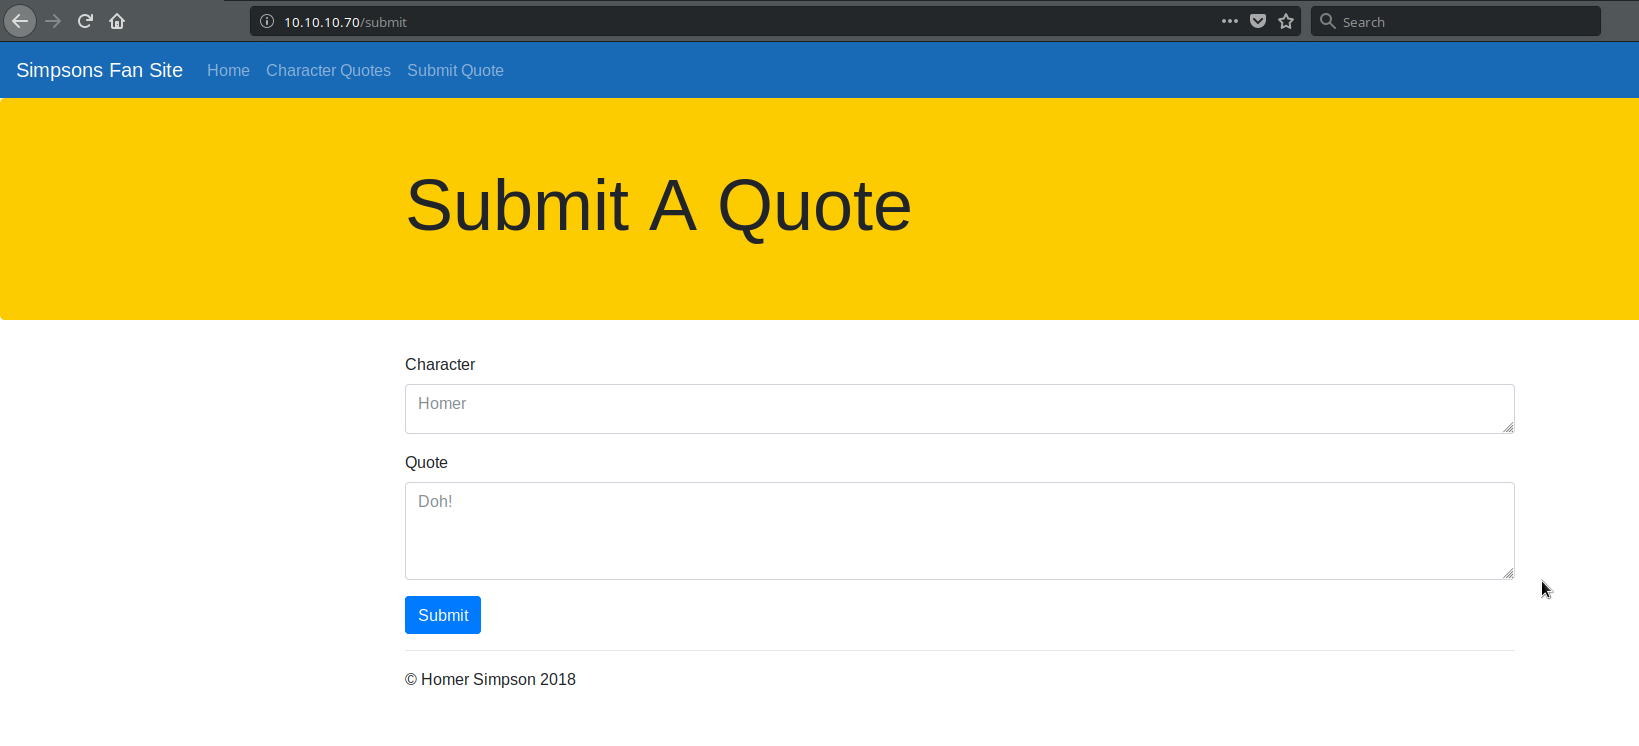 10.10.10.70/submit
Search
Simpsons Fan Site Home Character Quotes Submit Quote
Submit A Quote
Character
Homer
Quote
Doh!
Submit
© Homer Simpson 2018